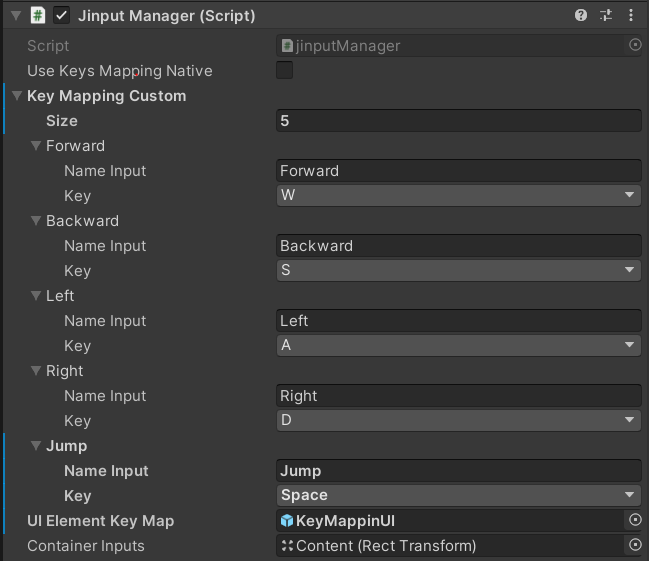 Jinput Manager (Script)
Script jinputManager
Use Keys Mapping Native
Key Mapping Custom
Size 5
Forward
Name Input Forward
Key W
Backward
Name Input Backward
Key S
Left
Name Input Left
Key A
Right
Name Input Right
Key D
Jump
Name Input Jump
Key Space
UI Element Key Map KeyMappinUI
Container Inputs Content (Rect Transform)